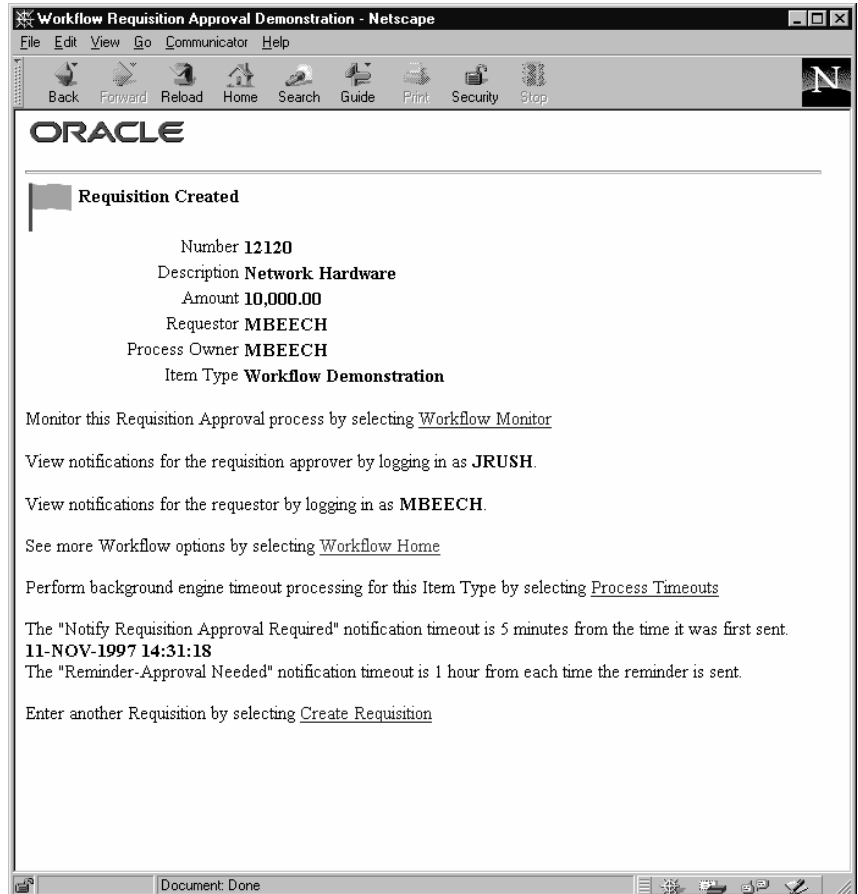 Workflow Requisition Approval Demonstration - Netscape
File Edit View Go Communicator Help
Back Forward Reload Home Search Guide Print Security Stop
N
ORACLE
Requisition Created
Number 12120
Description Network Hardware
Amount 10,000.00
Requestor MBEECH
Process Owner MBEECH
Item Type Workflow Demonstration
Monitor this Requisition Approval process by selecting Workflow Monitor
View notifications for the requisition approver by logging in as JRUSH.
View notifications for the requestor by logging in as MBEECH.
See more Workflow options by selecting Workflow Home
Perform background engine timeout processing for this Item Type by selecting Process Timeouts
The "Notify Requisition Approval Required" notification timeout is 5 minutes from the time it was first sent.
11-NOV-1997 14:31:18
The "Reminder-Approval Needed" notification timeout is 1 hour from each time the reminder is sent.
Enter another Requisition by selecting Create Requisition
Document: Done